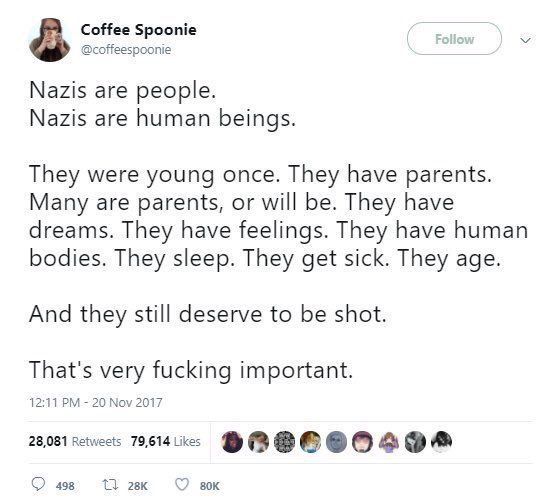 Coffee Spoonie
@coffeespoonie
Follow
Nazis are people.
Nazis are human beings.
They were young once. They have parents.
Many are parents, or will be. They have
dreams. They have feelings. They have human
bodies. They sleep. They get sick. They age.
And they still deserve to be shot.
That's very fucking important.
12:11 PM - 20 Nov 2017
28,081 Retweets 79,614 Likes
498 28K 80K